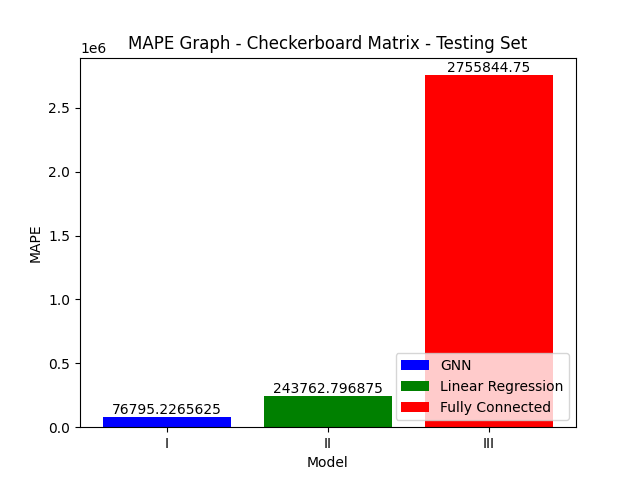 MAPE Graph - Checkerboard Matrix - Testing Set
1e6
2755844.75
2.5
2.0
1.5
MAPE
1.0
0.5
GNN
243762.796875
Linear Regression
76795.2265625
Fully Connected
0.0
I
II
III
Model